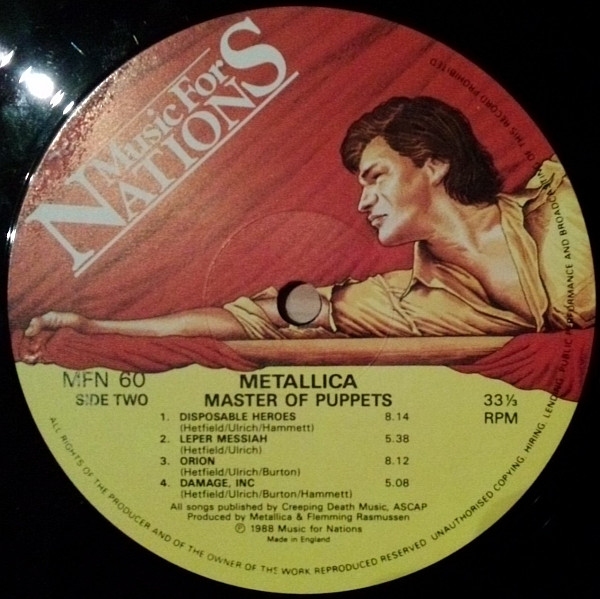 Music For
NATIONS
MFN 60
SIDE TWO
METALLICA
MASTER OF PUPPETS
33⅓
RPM
1. DISPOSABLE HEROES 8.14
(Hetfield/Ulrich/Hammett)
2. LEPER MESSIAH 5.38
(Hetfield/Ulrich)
3. ORION 8.12
(Hetfield/Ulrich/Burton)
4. DAMAGE, INC 5.08
(Hetfield/Ulrich/Burton/Hammett)
All songs published by Creeping Death Music, ASCAP
Produced by Metallica & Flemming Rasmussen
℗ 1988 Music for Nations
Made in England
ALL RIGHTS OF THE PRODUCER AND OF THE OWNER OF THE WORK REPRODUCED RESERVED. UNAUTHORISED COPYING, HIRING, LENDING, PUBLIC PERFORMANCE AND BROADCASTING OF THIS RECORD PROHIBITED